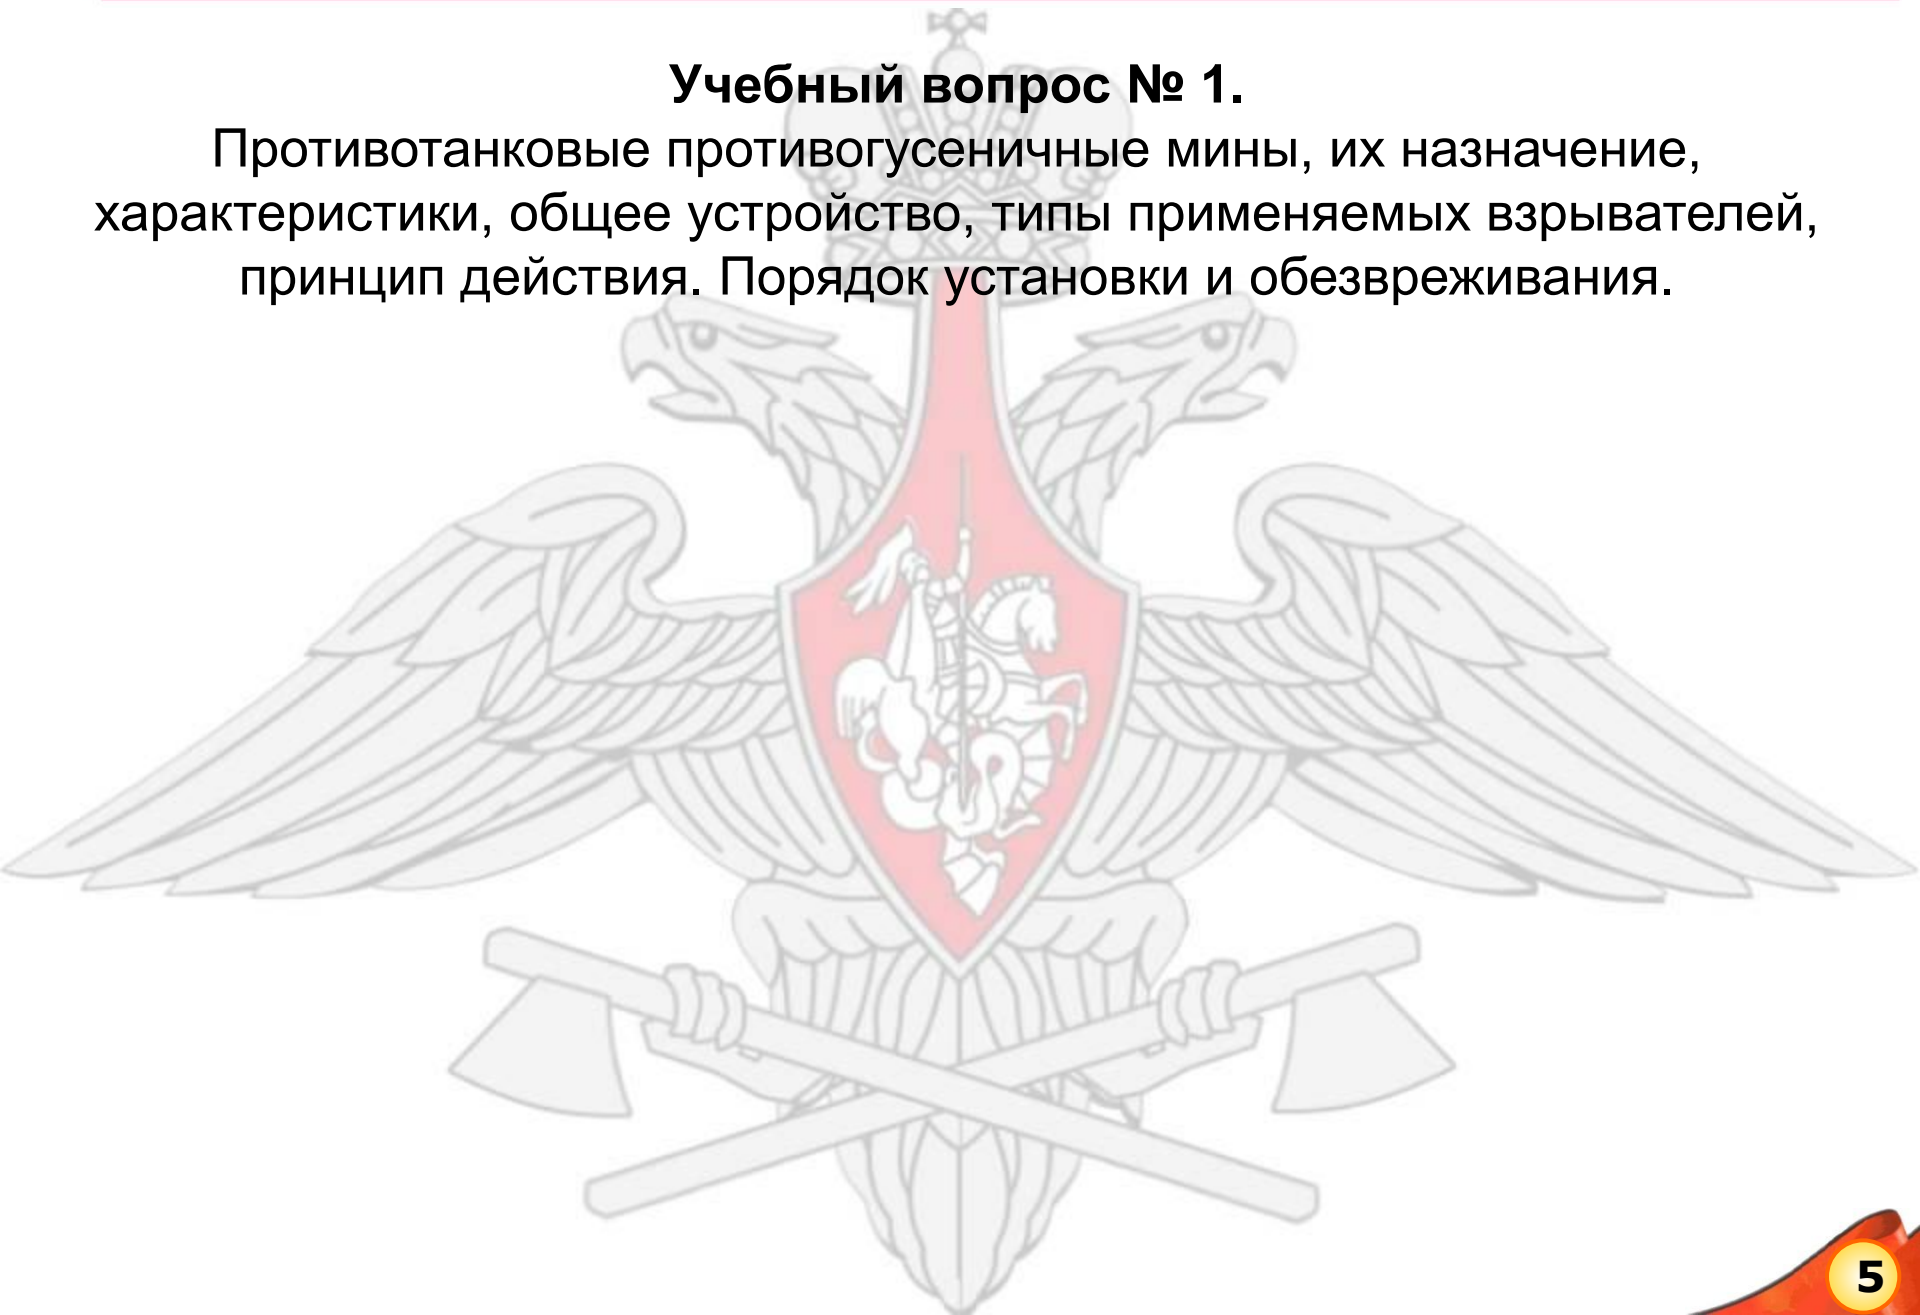 Учебный вопрос № 1.
Противотанковые противогусеничные мины, их назначение,
характеристики, общее устройство, типы применяемых взрывателей,
принцип действия. Порядок установки и обезвреживания.
5